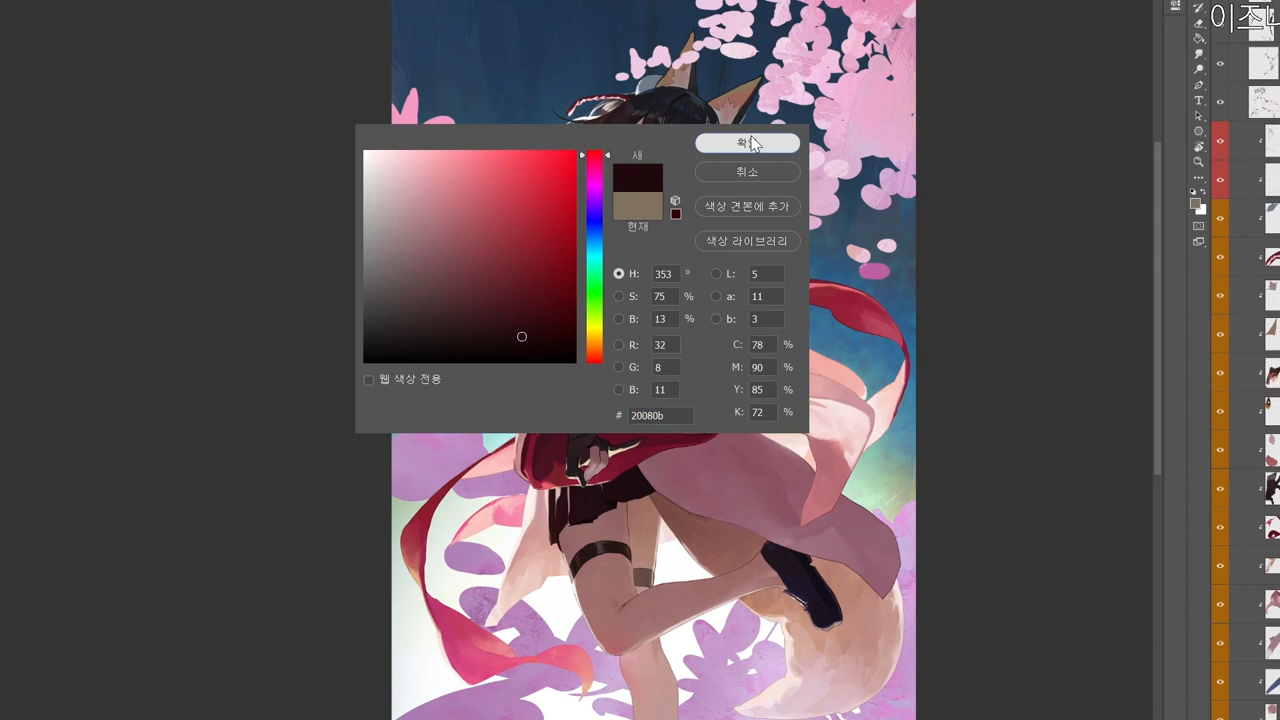 이즈
새
취소
색상 견본에 추가
현재
색상 라이브러리
H: 353 ° L: 5
S: 75 % a: 11
B: 13 % b: 3
R: 32 C: 78 %
G: 8 M: 90 %
웹 색상 전용
B: 11 Y: 85 %
# 20080b K: 72 %